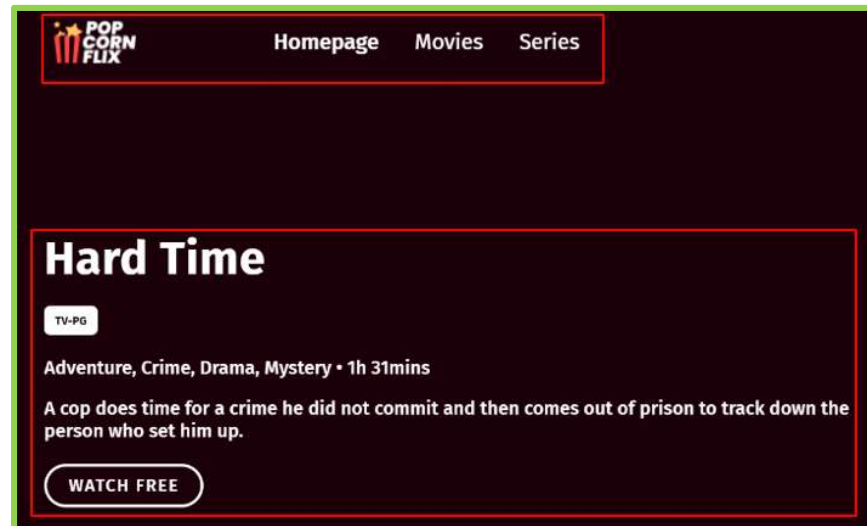 POP
CORN
FLIX
Homepage Movies Series
Hard Time
TV-PG
Adventure, Crime, Drama, Mystery • 1h 31mins
A cop does time for a crime he did not commit and then comes out of prison to track down the
person who set him up.
WATCH FREE